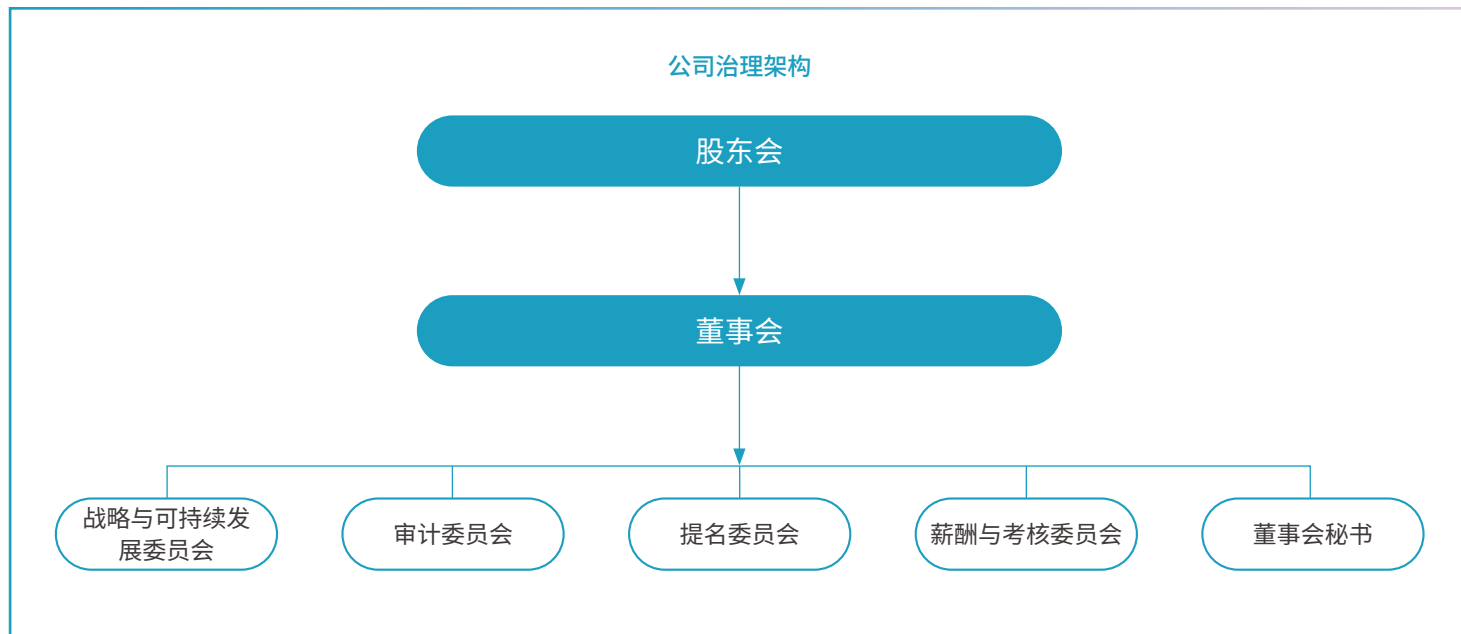 公司治理架构
股东会
董事会
战略与可持续发
展委员会
审计委员会
提名委员会
薪酬与考核委员会
董事会秘书